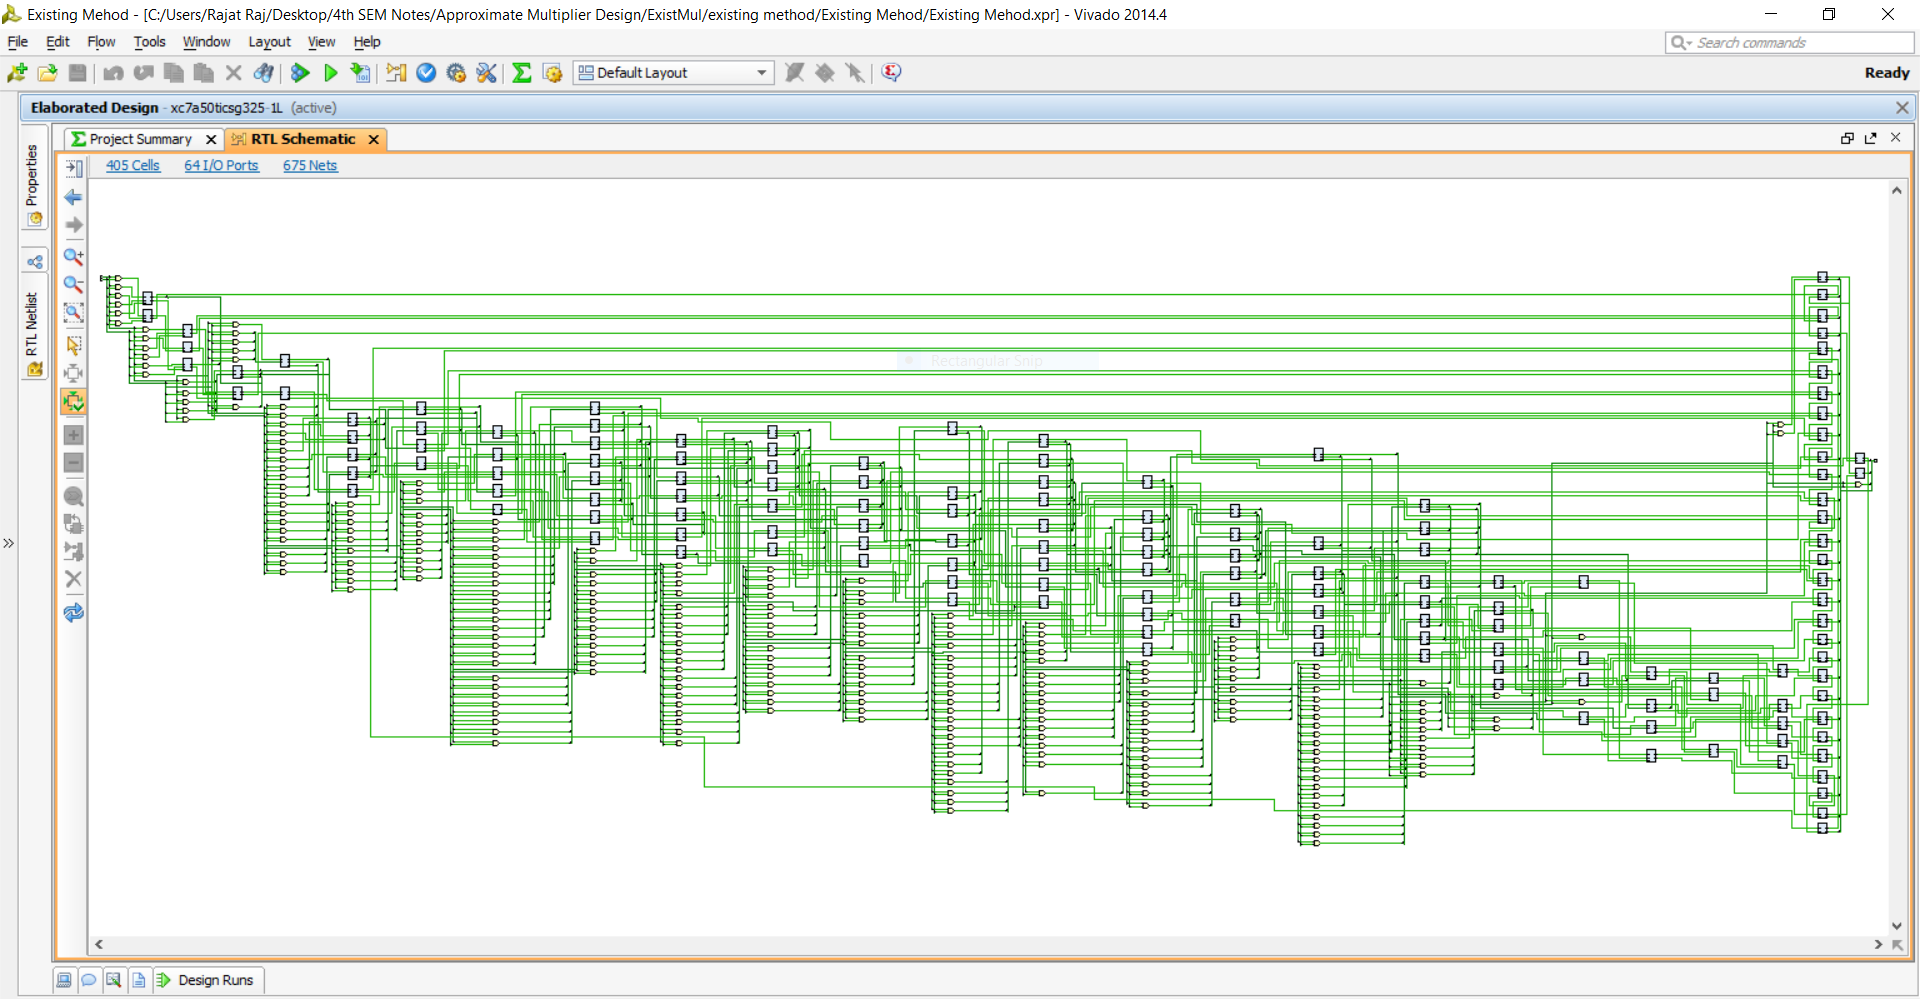 Existing Mehod - [C:/Users/Rajat Raj/Desktop/4th SEM Notes/Approximate Multiplier Design/ExistMul/existing method/Existing Mehod/Existing Mehod.xpr] - Vivado 2014.4
File Edit Flow Tools Window Layout View Help
Search commands
Default Layout
Ready
Elaborated Design - xc7a50ticsg325-1L (active)
Project Summary
RTL Schematic
405 Cells 64 I/O Ports 675 Nets
Properties
RTL Netlist
Rectangular Snip
Design Runs